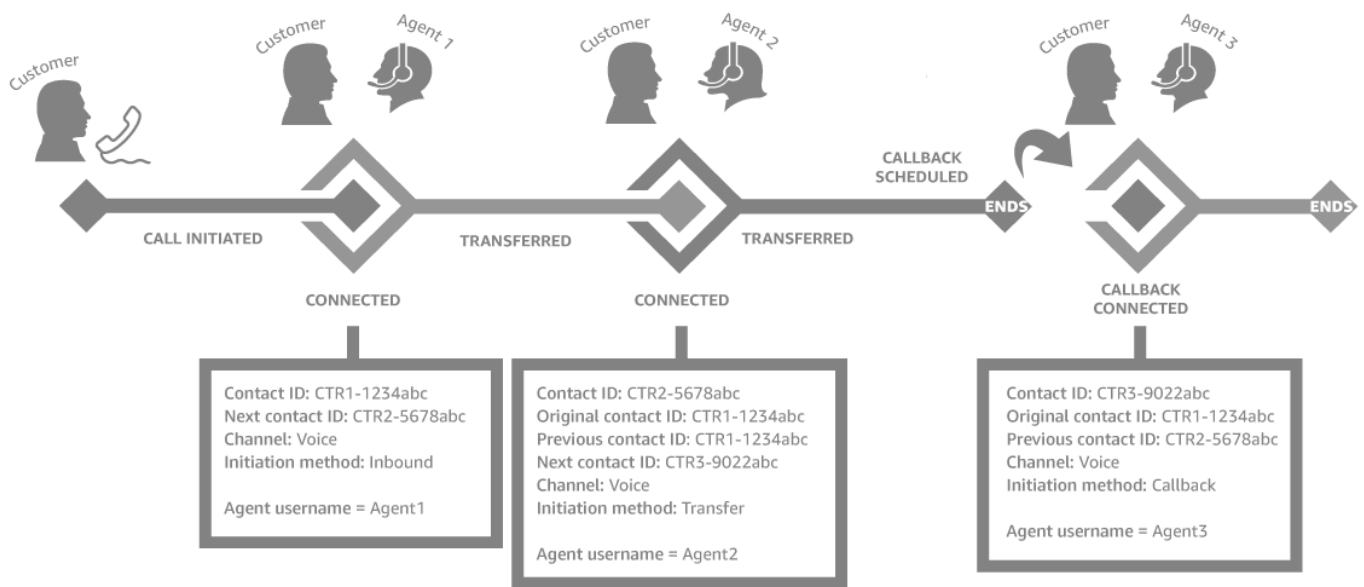 Customer
Customer
Agent 1
Customer
Agent 2
Customer
Agent 3
CALL INITIATED
TRANSFERRED
TRANSFERRED
CALLBACK
SCHEDULED
ENDS
ENDS
CONNECTED
CONNECTED
CALLBACK
CONNECTED
Contact ID: CTR1-1234abc
Next contact ID: CTR2-5678abc
Channel: Voice
Initiation method: Inbound
Agent username = Agent1
Contact ID: CTR2-5678abc
Original contact ID: CTR1-1234abc
Previous contact ID: CTR1-1234abc
Next contact ID: CTR3-9022abc
Channel: Voice
Initiation method: Transfer
Agent username = Agent2
Contact ID: CTR3-9022abc
Original contact ID: CTR1-1234abc
Previous contact ID: CTR2-5678abc
Channel: Voice
Initiation method: Callback
Agent username = Agent3